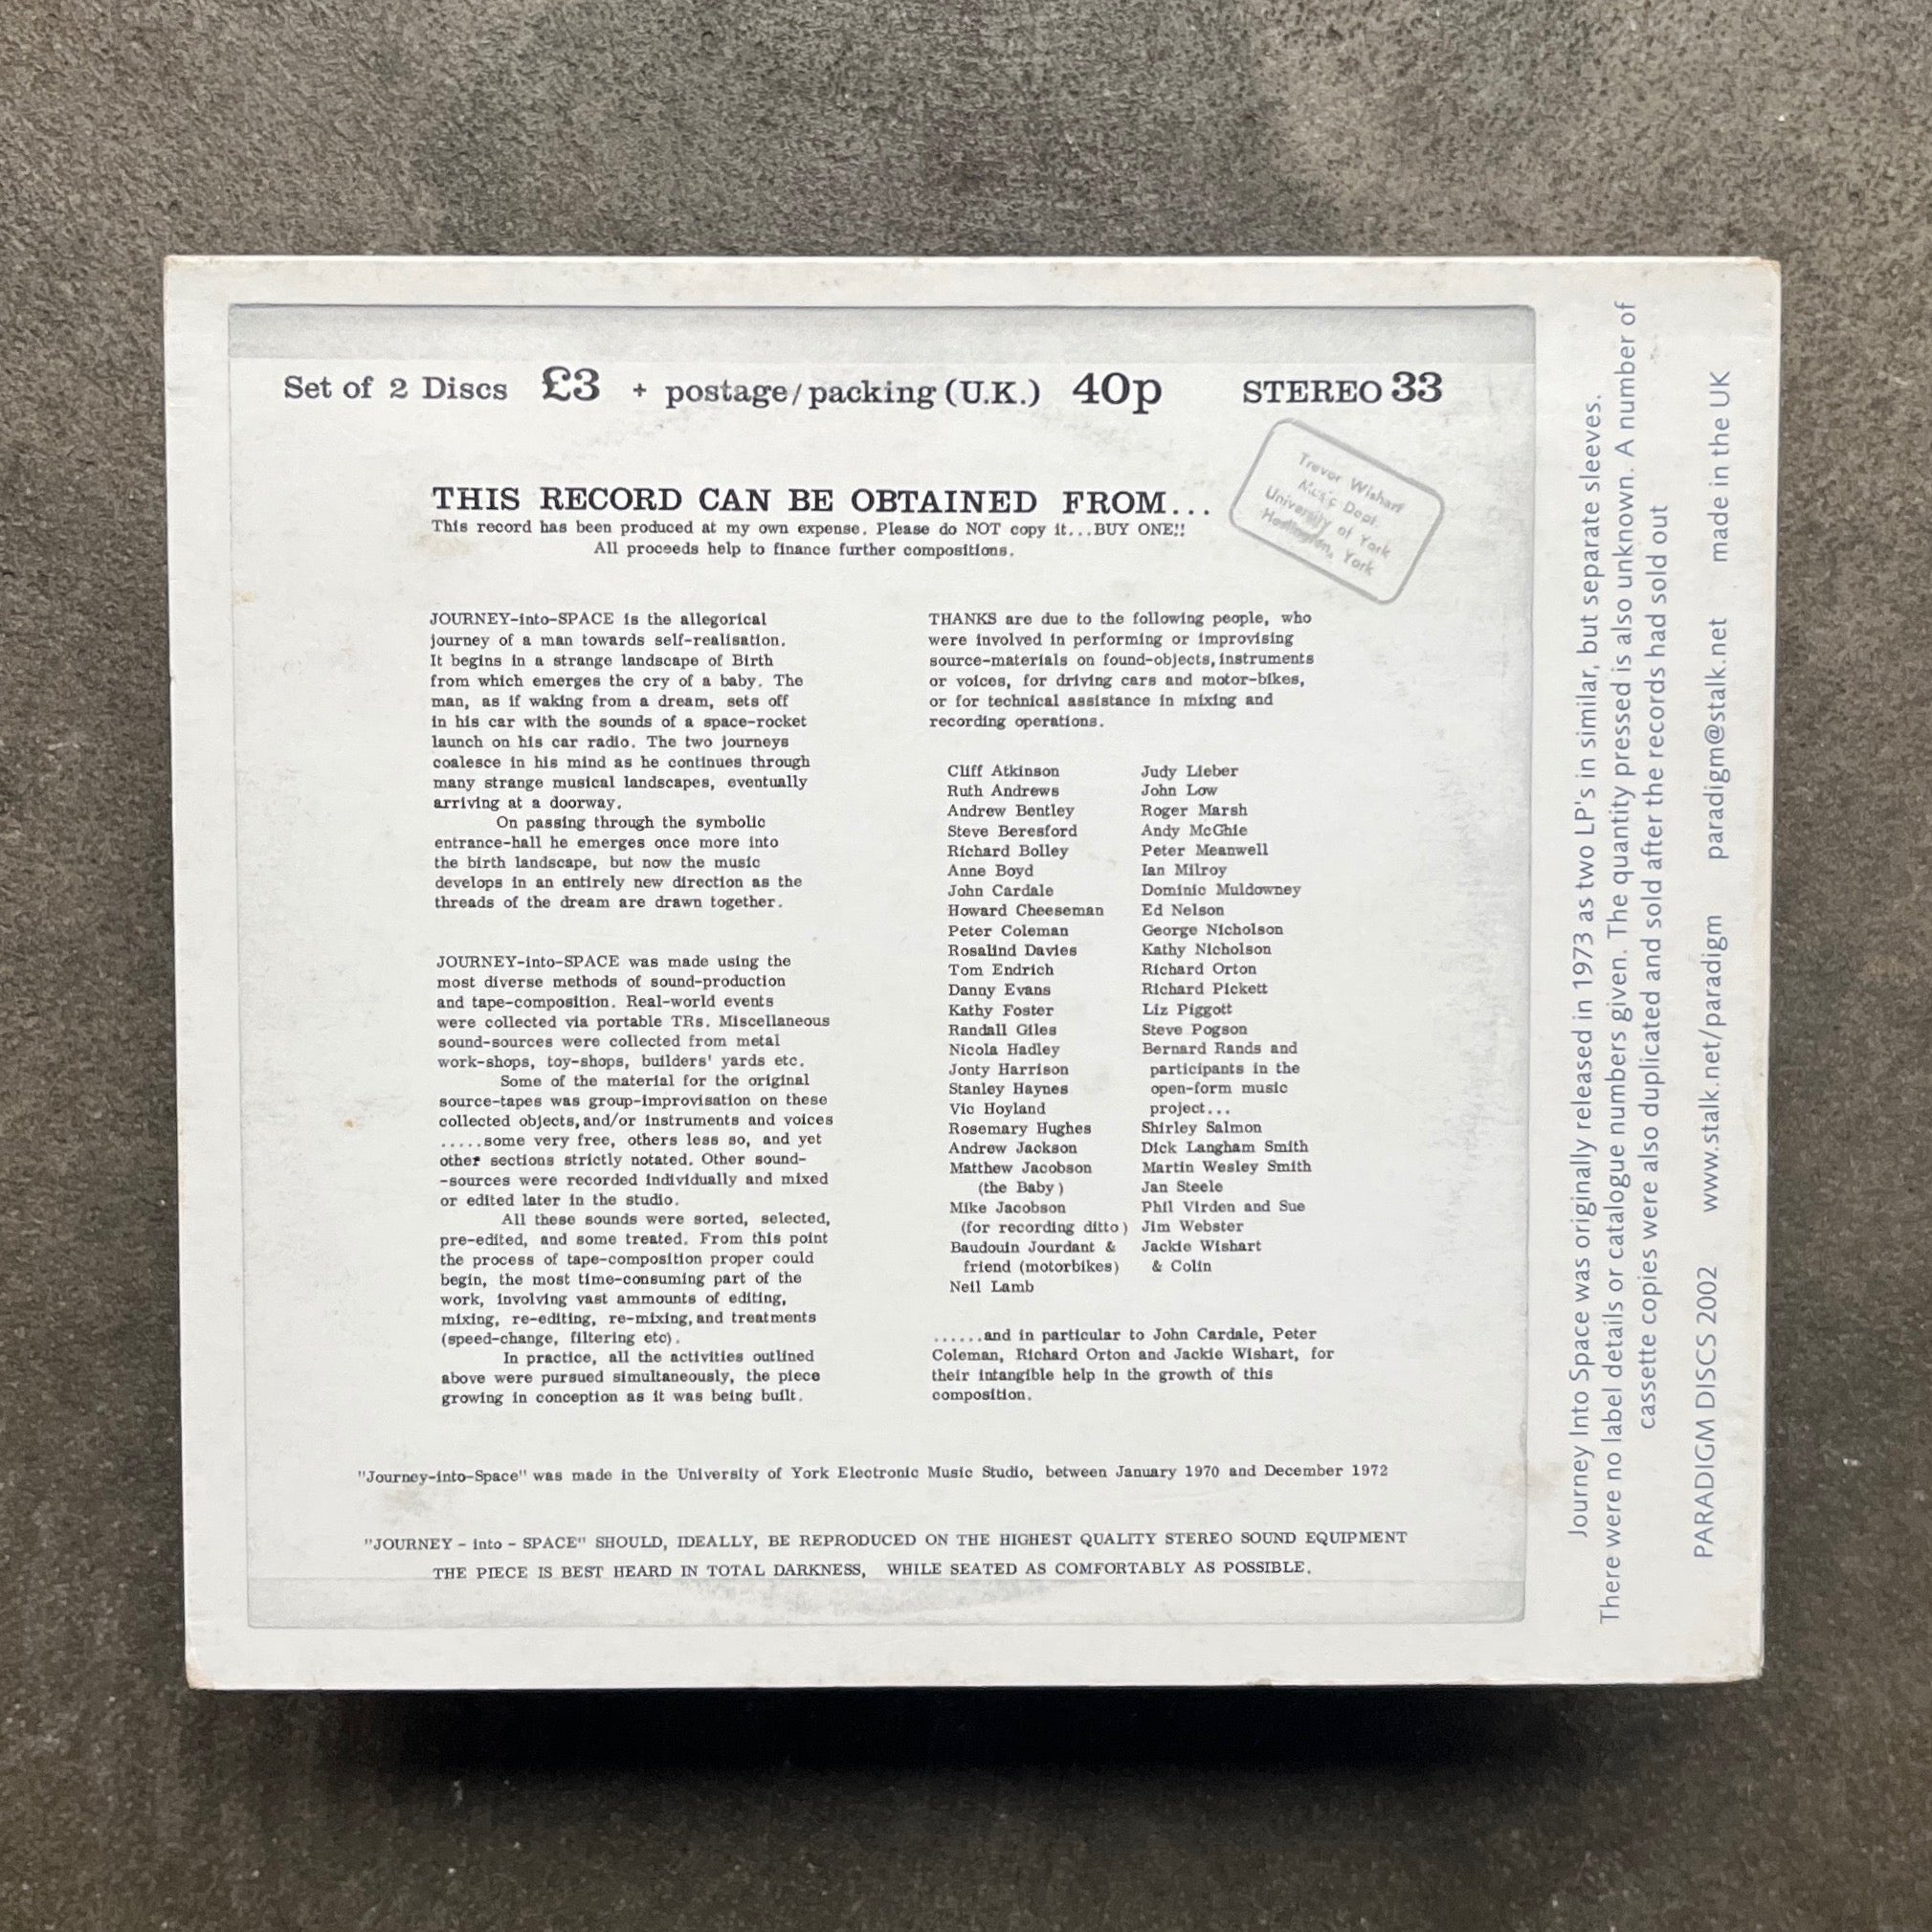 Set of 2 Discs £3 + postage/packing (U.K.) 40p STEREO 33
Trevor Wishart
Music Dept.
University of York
Heslington, York
THIS RECORD CAN BE OBTAINED FROM...
This record has been produced at my own expense. Please do NOT copy it...BUY ONE!!
All proceeds help to finance further compositions.
JOURNEY-into-SPACE is the allegorical
journey of a man towards self-realisation.
It begins in a strange landscape of Birth
from which emerges the cry of a baby. The
man, as if waking from a dream, sets off
in his car with the sounds of a space-rocket
launch on his car radio. The two journeys
coalesce in his mind as he continues through
many strange musical landscapes, eventually
arriving at a doorway.
On passing through the symbolic
entrance-hall he emerges once more into
the birth landscape, but now the music
develops in an entirely new direction as the
threads of the dream are drawn together.
JOURNEY-into-SPACE was made using the
most diverse methods of sound-production
and tape-composition. Real-world events
were collected via portable TRs. Miscellaneous
sound-sources were collected from metal
work-shops, toy-shops, builders' yards etc.
Some of the material for the original
source-tapes was group-improvisation on these
collected objects, and/or instruments and voices
.....some very free, others less so, and yet
other sections strictly notated. Other sound-
-sources were recorded individually and mixed
or edited later in the studio.
All these sounds were sorted, selected,
pre-edited, and some treated. From this point
the process of tape-composition proper could
begin, the most time-consuming part of the
work, involving vast ammounts of editing,
mixing, re-editing, re-mixing, and treatments
(speed-change, filtering etc).
In practice, all the activities outlined
above were pursued simultaneously, the piece
growing in conception as it was being built.
THANKS are due to the following people, who
were involved in performing or improvising
source-materials on found-objects, instruments
or voices, for driving cars and motor-bikes,
or for technical assistance in mixing and
recording operations.
Cliff Atkinson
Ruth Andrews
Andrew Bentley
Steve Beresford
Richard Bolley
Anne Boyd
John Cardale
Howard Cheeseman
Peter Coleman
Rosalind Davies
Tom Endrich
Danny Evans
Kathy Foster
Randall Giles
Nicola Hadley
Jonty Harrison
Stanley Haynes
Vic Hoyland
Rosemary Hughes
Andrew Jackson
Matthew Jacobson
(the Baby)
Mike Jacobson
(for recording ditto)
Baudouin Jourdant &
friend (motorbikes)
Neil Lamb
Judy Lieber
John Low
Roger Marsh
Andy McGhie
Peter Meanwell
Ian Milroy
Dominic Muldowney
Ed Nelson
George Nicholson
Kathy Nicholson
Richard Orton
Richard Pickett
Liz Piggott
Steve Pogson
Bernard Rands and
participants in the
open-form music
project...
Shirley Salmon
Dick Langham Smith
Martin Wesley Smith
Jan Steele
Phil Virden and Sue
Jim Webster
Jackie Wishart
& Colin
......and in particular to John Cardale, Peter
Coleman, Richard Orton and Jackie Wishart, for
their intangible help in the growth of this
composition.
"Journey-into-Space" was made in the University of York Electronic Music Studio, between January 1970 and December 1972
"JOURNEY - into - SPACE" SHOULD, IDEALLY, BE REPRODUCED ON THE HIGHEST QUALITY STEREO SOUND EQUIPMENT
THE PIECE IS BEST HEARD IN TOTAL DARKNESS, WHILE SEATED AS COMFORTABLY AS POSSIBLE.
Journey Into Space was originally released in 1973 as two LP's in similar, but separate sleeves.
There were no label details or catalogue numbers given. The quantity pressed is also unknown. A number of
cassette copies were also duplicated and sold after the records had sold out
PARADIGM DISCS 2002 www.stalk.net/paradigm paradigm@stalk.net made in the UK